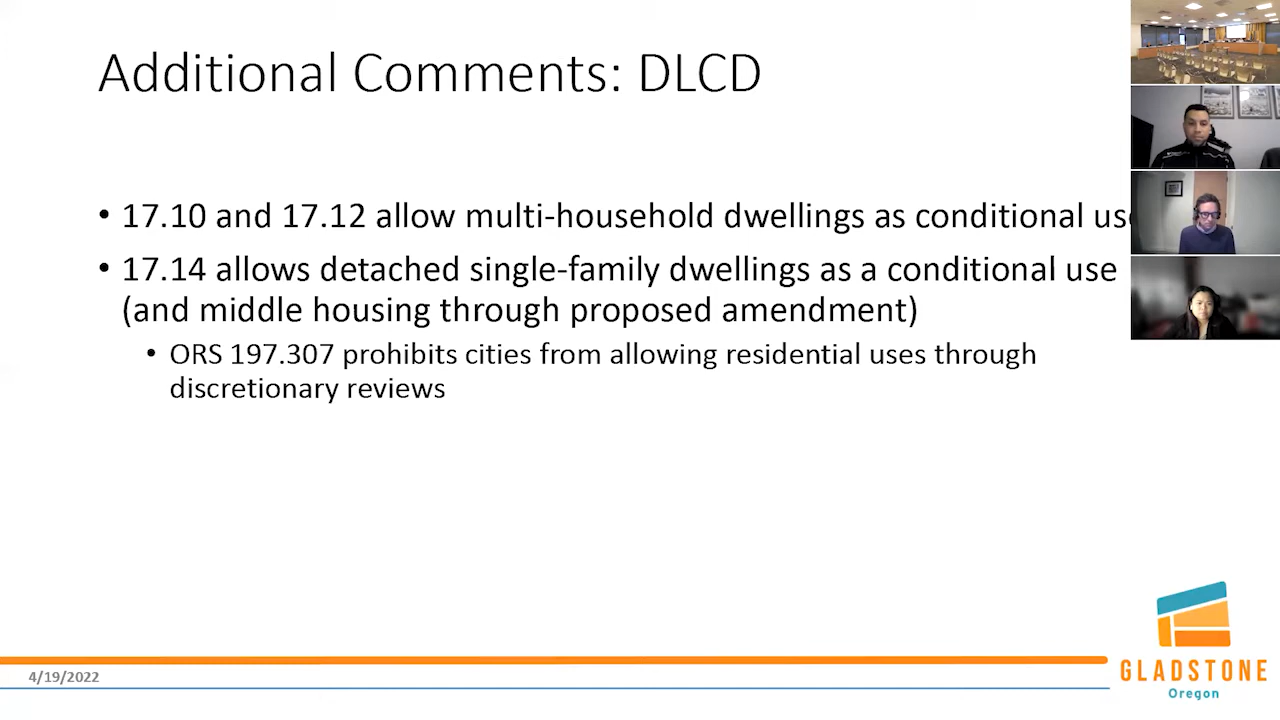 Additional Comments: DLCD
• 17.10 and 17.12 allow multi-household dwellings as conditional
• 17.14 allows detached single-family dwellings as a conditional use
(and middle housing through proposed amendment)
• ORS 197.307 prohibits cities from allowing residential uses through
discretionary reviews
4/19/2022
GLADSTONE
Oregon